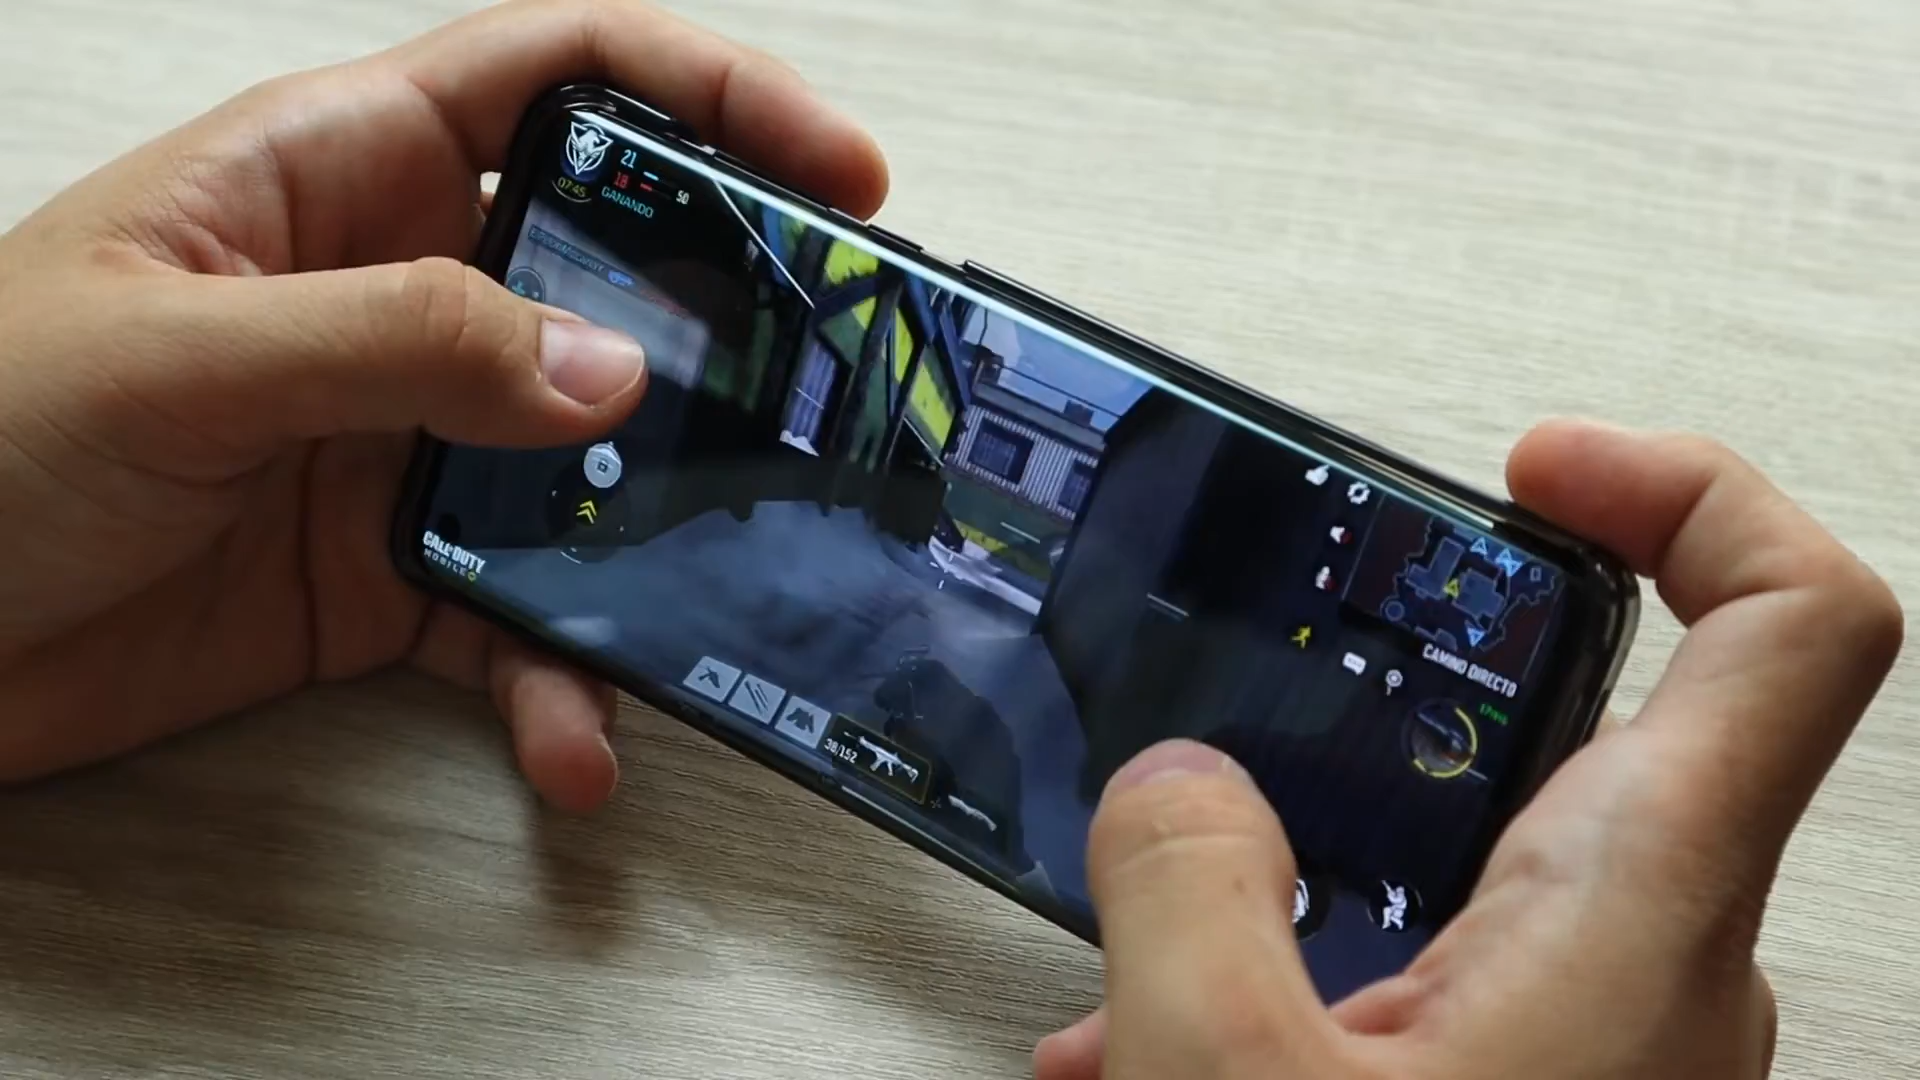 21
18
50
07:45
GANANDO
CALL OF DUTY
MOBILE
CAMINO DIRECTO
38/152